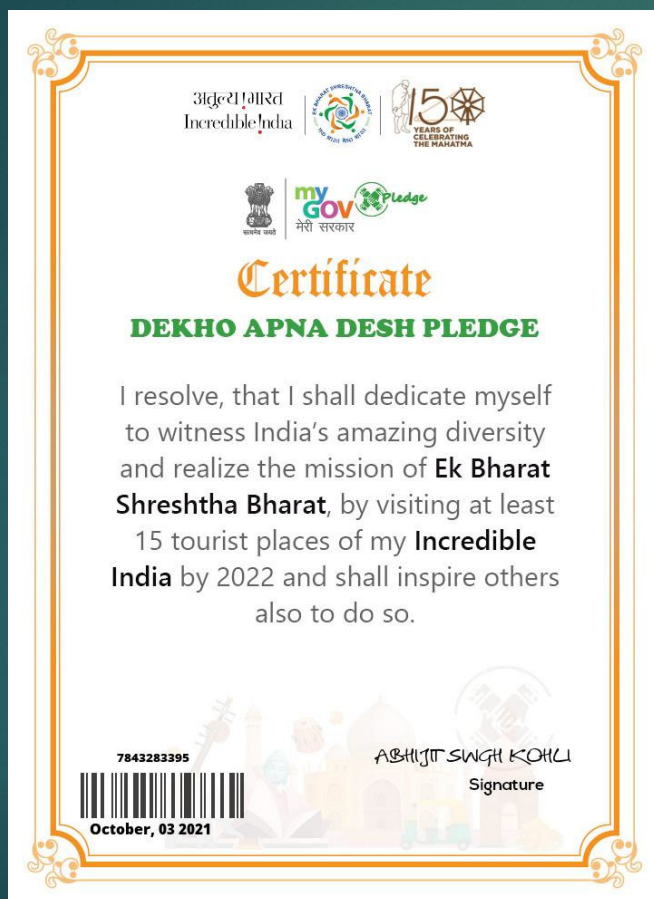 अतुल्य!भारत
Incredible!ndia
EK BHARAT SHRESHTHA BHARAT
150
YEARS OF
CELEBRATING
THE MAHATMA
सत्यमेव जयते
my
GOV
मेरी सरकार
Pledge
Certificate
DEKHO APNA DESH PLEDGE
I resolve, that I shall dedicate myself
to witness India's amazing diversity
and realize the mission of Ek Bharat
Shreshtha Bharat, by visiting at least
15 tourist places of my Incredible
India by 2022 and shall inspire others
also to do so.
7843283395
October, 03 2021
ABHIJIT SINGH KOHLI
Signature